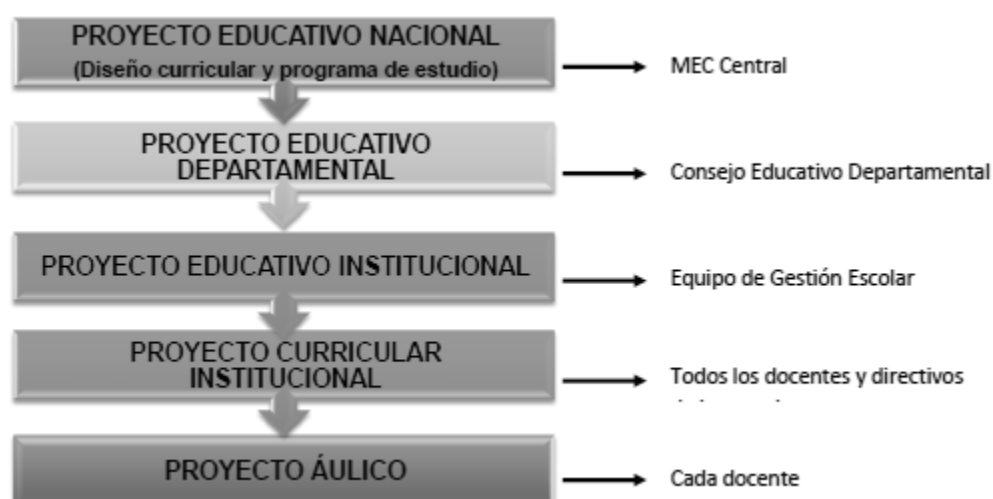 PROYECTO EDUCATIVO NACIONAL
(Diseño curricular y programa de estudio)
MEC Central
PROYECTO EDUCATIVO
DEPARTAMENTAL
Consejo Educativo Departamental
PROYECTO EDUCATIVO INSTITUCIONAL
Equipo de Gestión Escolar
PROYECTO CURRICULAR
INSTITUCIONAL
Todos los docentes y directivos
PROYECTO ÁULICO
Cada docente